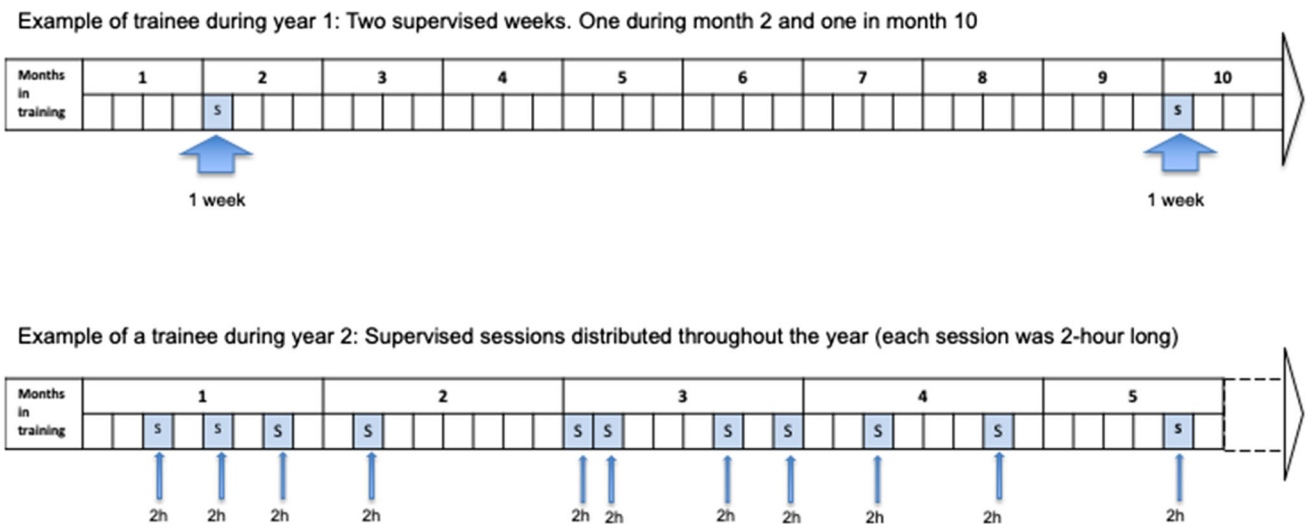 Example of trainee during year 1: Two supervised weeks. One during month 2 and one in month 10
Months in training 1 2 3 4 5 6 7 8 9 10
S S
1 week 1 week
Example of a trainee during year 2: Supervised sessions distributed throughout the year (each session was 2-hour long)
Months in training 1 2 3 4 5
S S S S S S S S S S S
2h 2h 2h 2h 2h 2h 2h 2h 2h 2h 2h